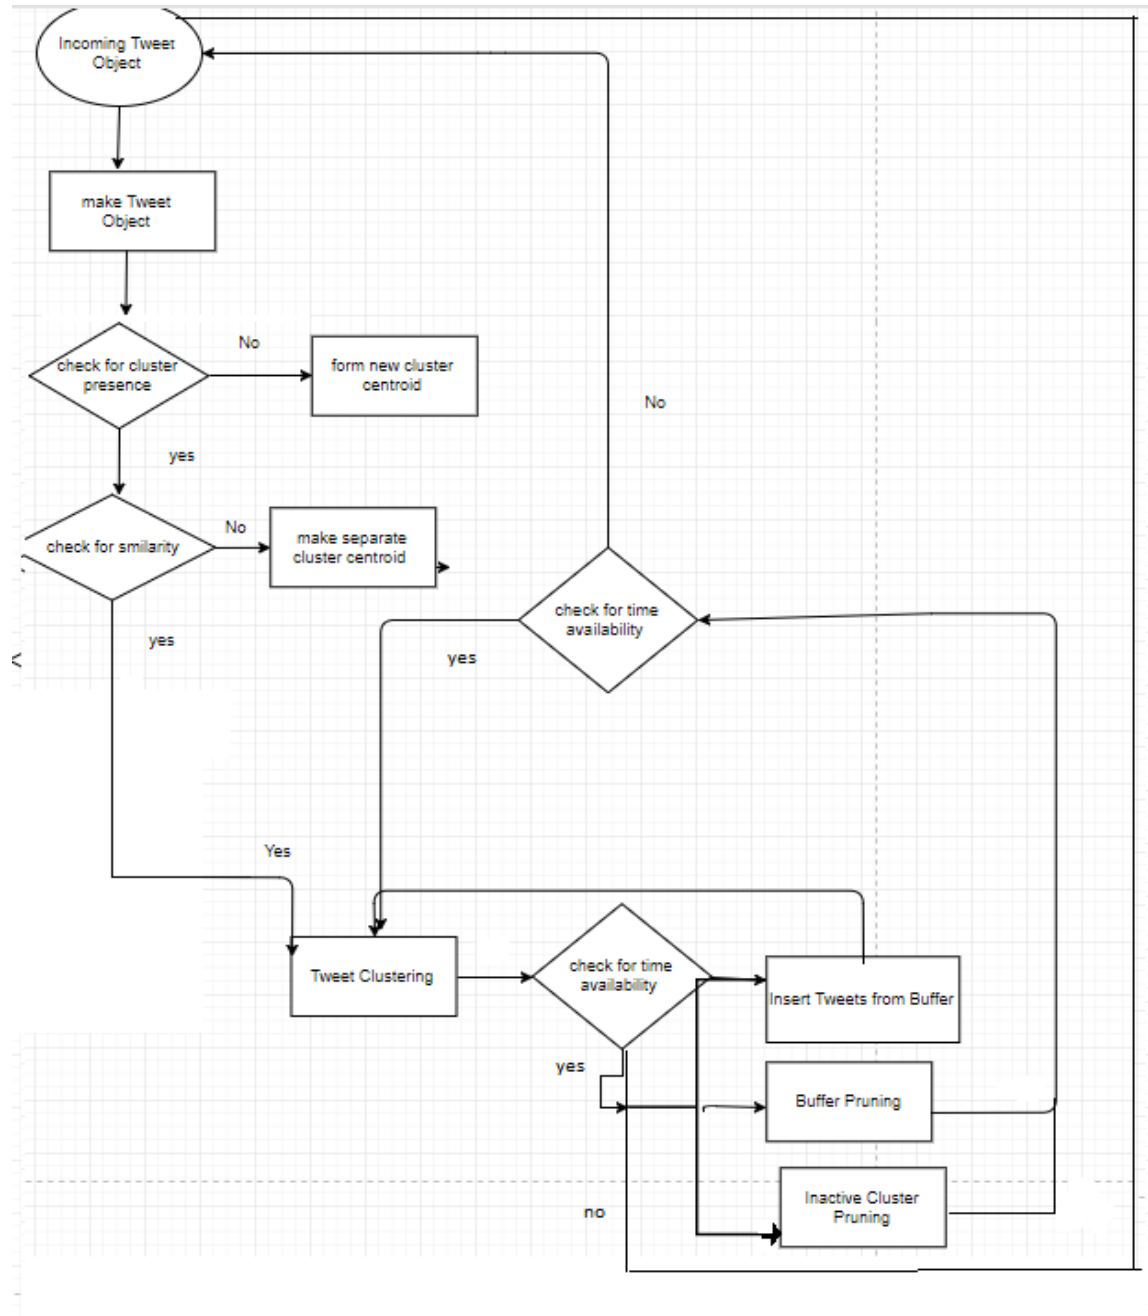 Incoming Tweet
Object
make Tweet
Object
check for cluster
presence
No
form new cluster
centroid
No
yes
check for smilarity
No
make separate
cluster centroid
check for time
availability
yes
yes
Yes
Tweet Clustering
check for time
availability
Insert Tweets from Buffer
yes
Buffer Pruning
no
Inactive Cluster
Pruning